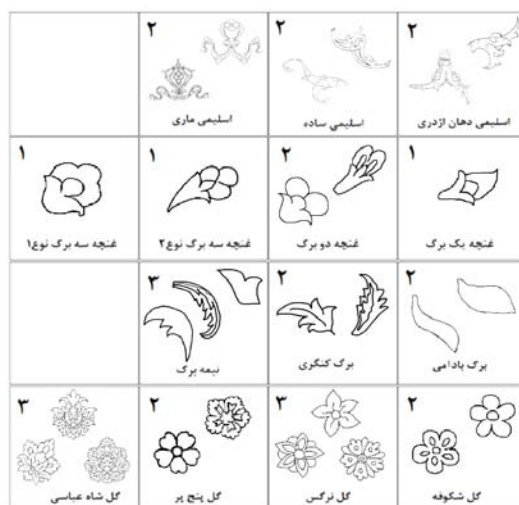 ۲
۲
۲
اسلیمی دهان اژدری
اسلیمی ساده
اسلیمی ماری
۱
۲
۱
۱
غنچه یک برگ
غنچه دو برگ
غنچه سه برگ نوع۲
غنچه سه برگ نوع۱
۲
۲
۳
برگ بادامی
برگ کنگری
نیمه برگ
۲
۳
۲
۳
گل شکوفه
گل نرگس
گل پنج پر
گل شاه عباسی